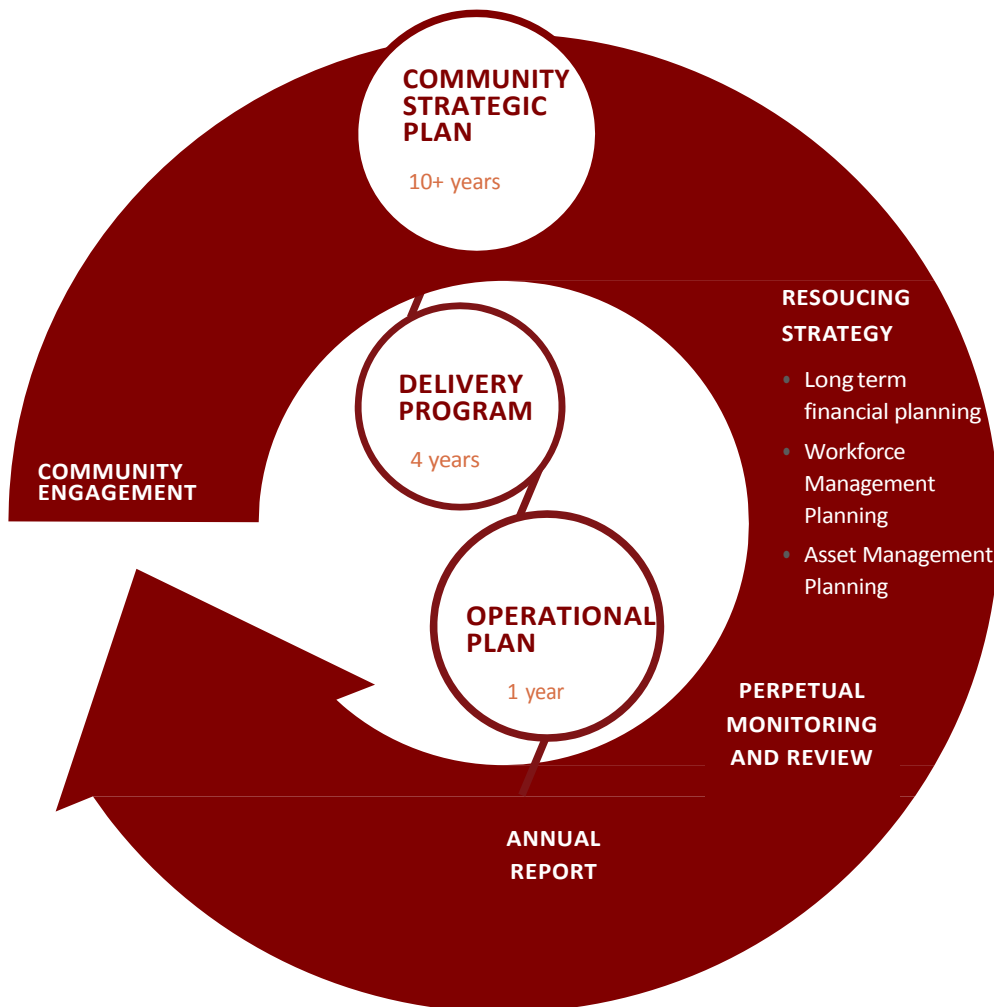 COMMUNITY
STRATEGIC
PLAN
10+ years
RESOUCING
STRATEGY
• Long term
financial planning
• Workforce
Management
Planning
• Asset Management
Planning
DELIVERY
PROGRAM
4 years
COMMUNITY
ENGAGEMENT
OPERATIONAL
PLAN
1 year
PERPETUAL
MONITORING
AND REVIEW
ANNUAL
REPORT